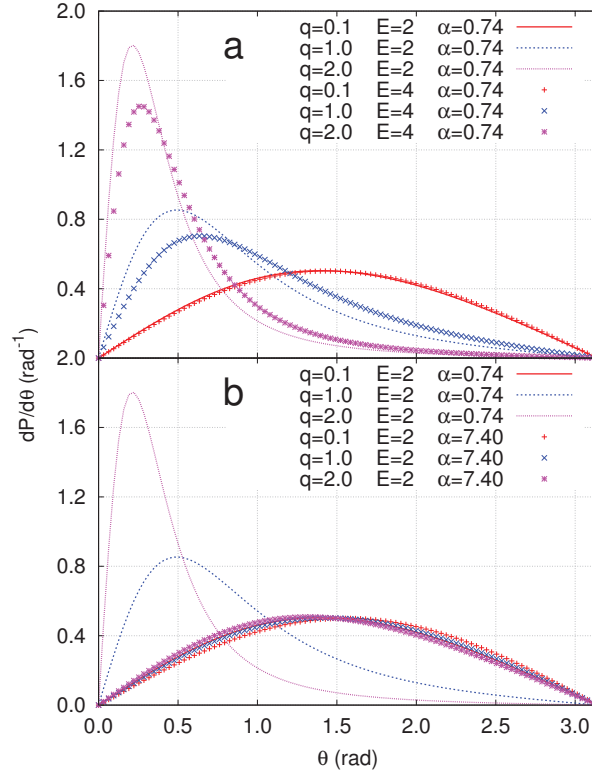 2.0
a
q=0.1 E=2 α=0.74
q=1.0 E=2 α=0.74
q=2.0 E=2 α=0.74
q=0.1 E=4 α=0.74
q=1.0 E=4 α=0.74
q=2.0 E=4 α=0.74
1.6
1.2
0.8
0.4
2.0
b
q=0.1 E=2 α=0.74
q=1.0 E=2 α=0.74
q=2.0 E=2 α=0.74
q=0.1 E=2 α=7.40
q=1.0 E=2 α=7.40
q=2.0 E=2 α=7.40
1.6
1.2
0.8
0.4
0.0
dP/dθ (rad⁻¹)
0.0 0.5 1.0 1.5 2.0 2.5 3.0
θ (rad)